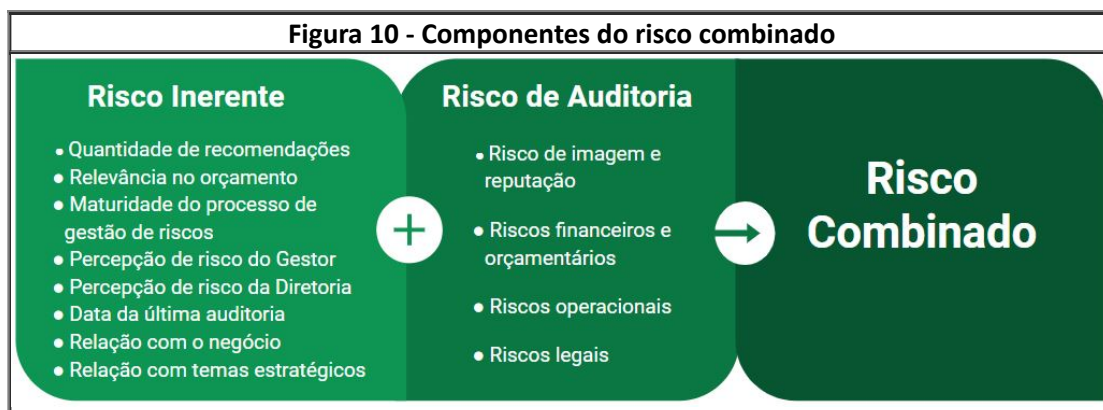 Figura 10 - Componentes do risco combinado
Risco Inerente
● Quantidade de recomendações
● Relevância no orçamento
● Maturidade do processo de
gestão de riscos
● Percepção de risco do Gestor
● Percepção de risco da Diretoria
● Data da última auditoria
● Relação com o negócio
● Relação com temas estratégicos
+
Risco de Auditoria
● Risco de imagem e
reputação
● Riscos financeiros e
orçamentários
● Riscos operacionais
● Riscos legais
→
Risco
Combinado